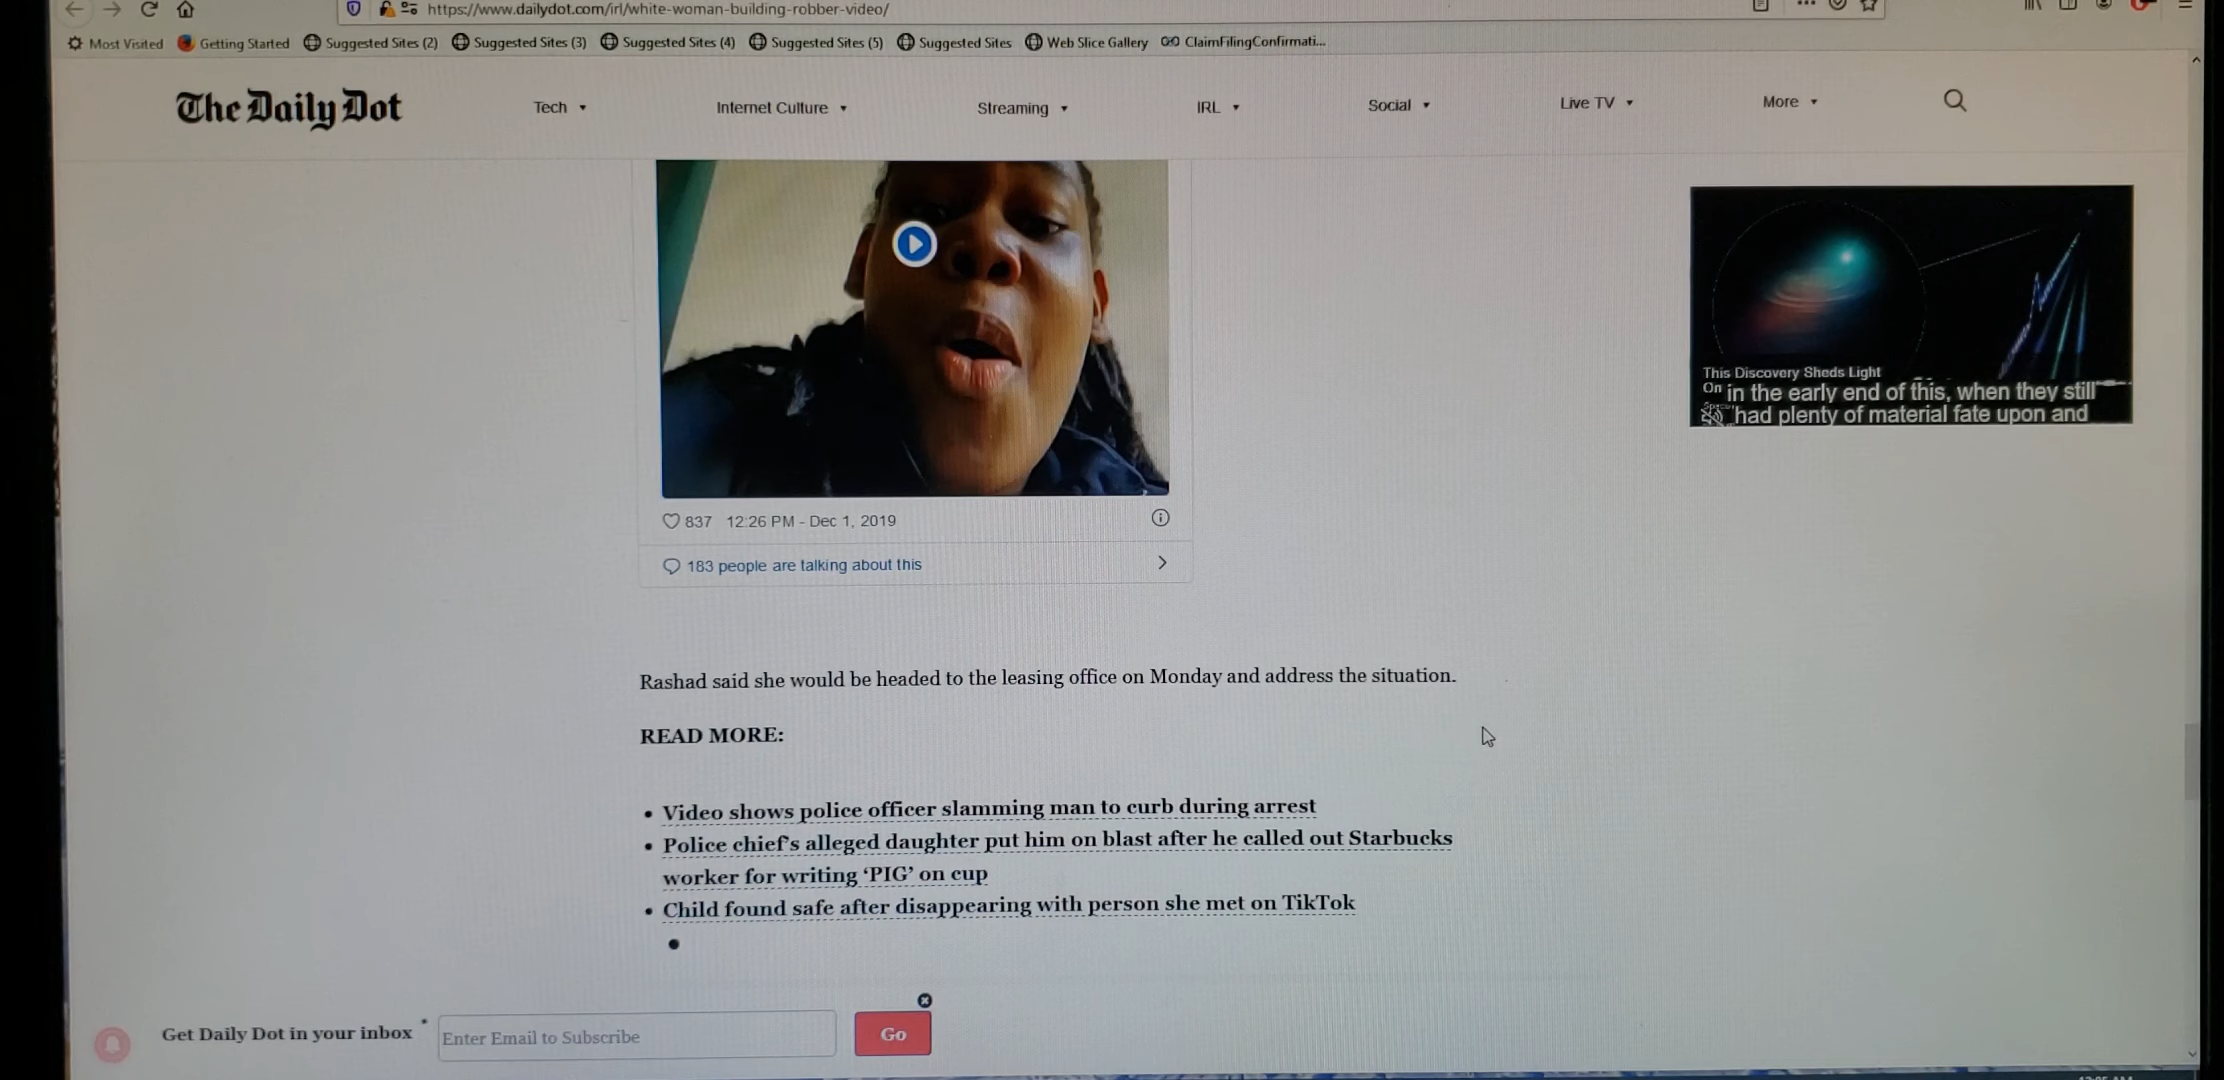 https://www.dailydot.com/irl/white-woman-building-robber-video/
Most Visited Getting Started Suggested Sites (2) Suggested Sites (3) Suggested Sites (4) Suggested Sites (5) Suggested Sites Web Slice Gallery ClaimFilingConfirmati...
The Daily Dot
Tech Internet Culture Streaming IRL Social Live TV More
This Discovery Sheds Light
On in the early end of this, when they still
had plenty of material fate upon and
837 12:26 PM - Dec 1, 2019
183 people are talking about this
Rashad said she would be headed to the leasing office on Monday and address the situation.
READ MORE:
• Video shows police officer slamming man to curb during arrest
• Police chief's alleged daughter put him on blast after he called out Starbucks
worker for writing ‘PIG’ on cup
• Child found safe after disappearing with person she met on TikTok
Get Daily Dot in your inbox *
Enter Email to Subscribe
Go